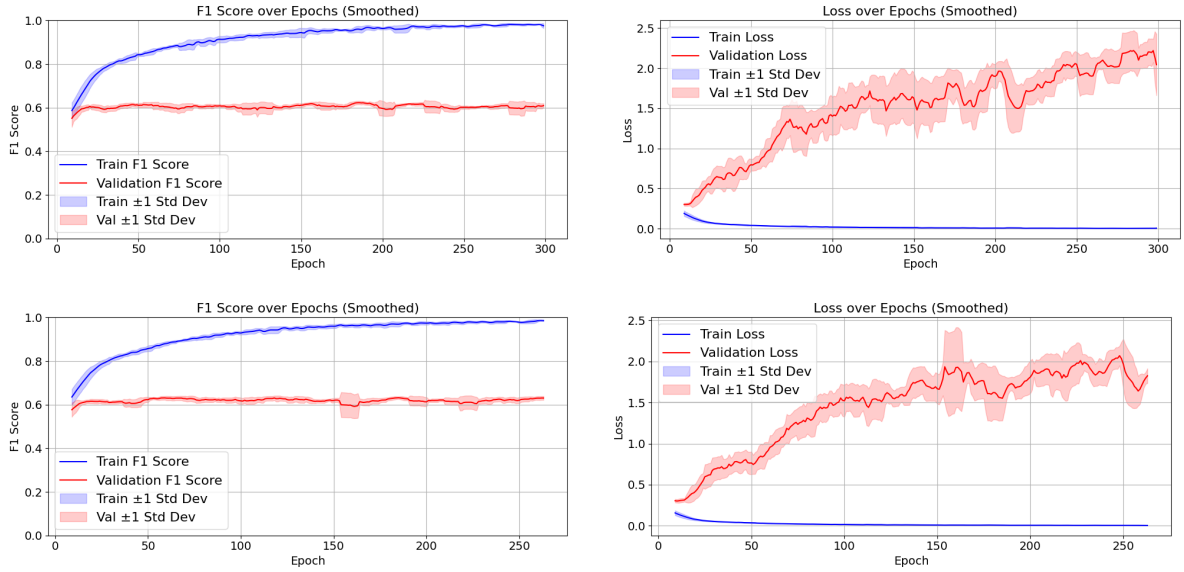 F1 Score over Epochs (Smoothed)
F1 Score
1.0
0.8
0.6
0.4
0.2
0.0
Train F1 Score
Validation F1 Score
Train ±1 Std Dev
Val ±1 Std Dev
0 50 100 150 200 250 300
Epoch
Loss over Epochs (Smoothed)
Loss
2.5
2.0
1.5
1.0
0.5
0.0
Train Loss
Validation Loss
Train ±1 Std Dev
Val ±1 Std Dev
0 50 100 150 200 250 300
Epoch
F1 Score over Epochs (Smoothed)
F1 Score
1.0
0.8
0.6
0.4
0.2
0.0
Train F1 Score
Validation F1 Score
Train ±1 Std Dev
Val ±1 Std Dev
0 50 100 150 200 250
Epoch
Loss over Epochs (Smoothed)
Loss
2.5
2.0
1.5
1.0
0.5
0.0
Train Loss
Validation Loss
Train ±1 Std Dev
Val ±1 Std Dev
0 50 100 150 200 250
Epoch